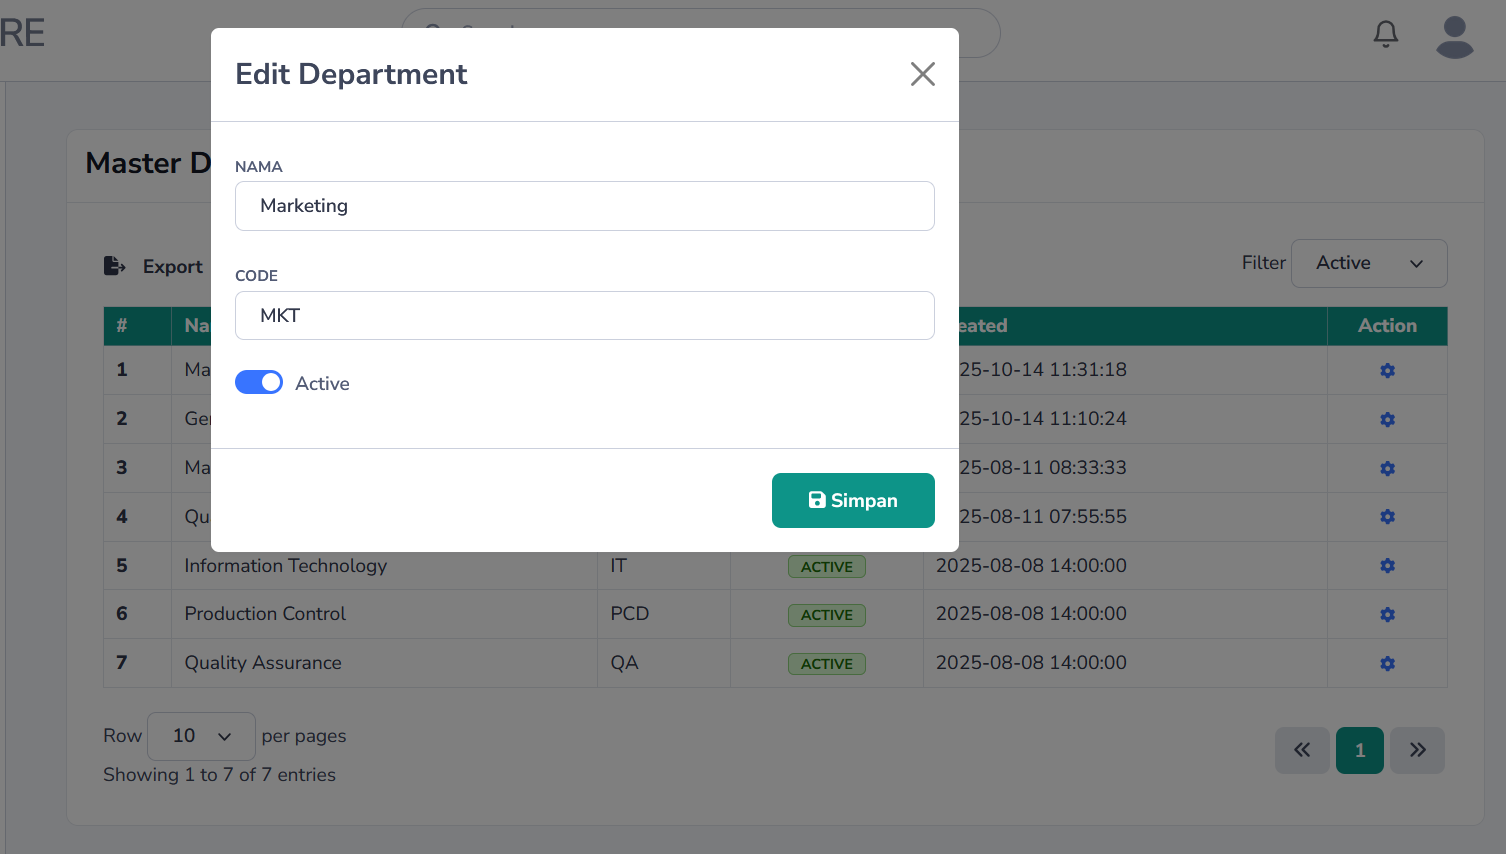 RE
Edit Department
NAMA
Marketing
CODE
MKT
Active
Simpan
Master D
Export
Filter Active
# Na eated Action
1 Ma 25-10-14 11:31:18
2 Ge 25-10-14 11:10:24
3 Ma 25-08-11 08:33:33
4 Qu 25-08-11 07:55:55
5 Information Technology IT ACTIVE 2025-08-08 14:00:00
6 Production Control PCD ACTIVE 2025-08-08 14:00:00
7 Quality Assurance QA ACTIVE 2025-08-08 14:00:00
Row 10 per pages
Showing 1 to 7 of 7 entries
« 1 »